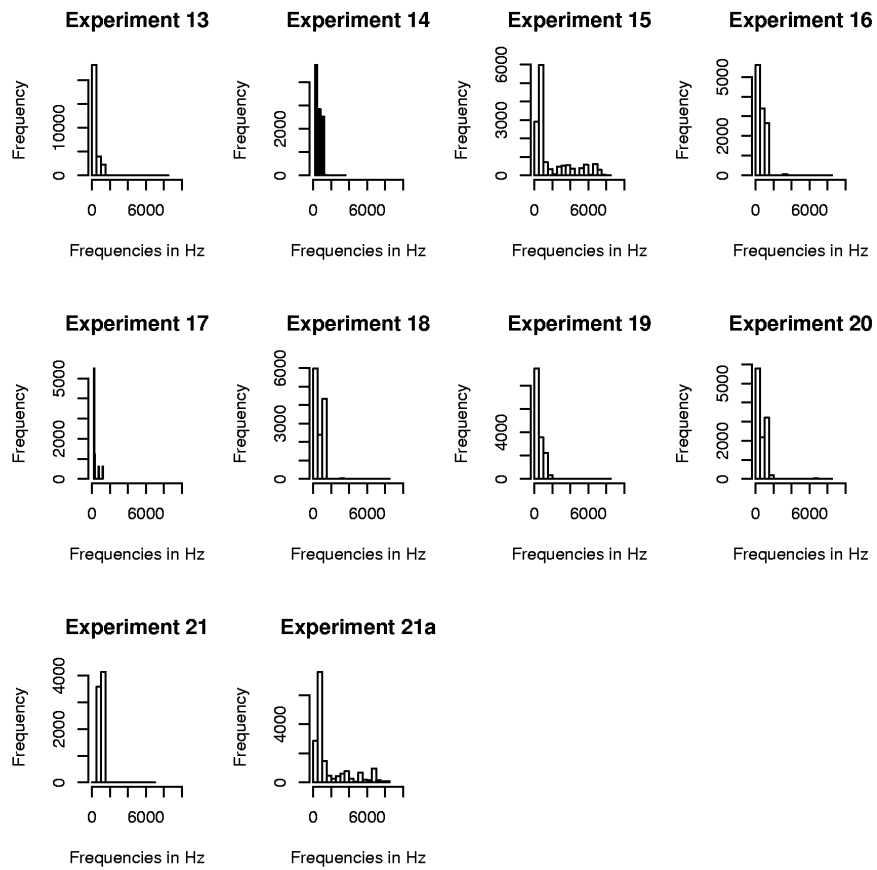 Experiment 13
Frequency
0 10000
0 6000
Frequencies in Hz
Experiment 14
Frequency
0 2000
0 6000
Frequencies in Hz
Experiment 15
Frequency
0 3000 6000
0 6000
Frequencies in Hz
Experiment 16
Frequency
0 2000 5000
0 6000
Frequencies in Hz
Experiment 17
Frequency
0 2000 5000
0 6000
Frequencies in Hz
Experiment 18
Frequency
0 3000 6000
0 6000
Frequencies in Hz
Experiment 19
Frequency
0 4000
0 6000
Frequencies in Hz
Experiment 20
Frequency
0 2000 5000
0 6000
Frequencies in Hz
Experiment 21
Frequency
0 2000 4000
0 6000
Frequencies in Hz
Experiment 21a
Frequency
0 4000
0 6000
Frequencies in Hz